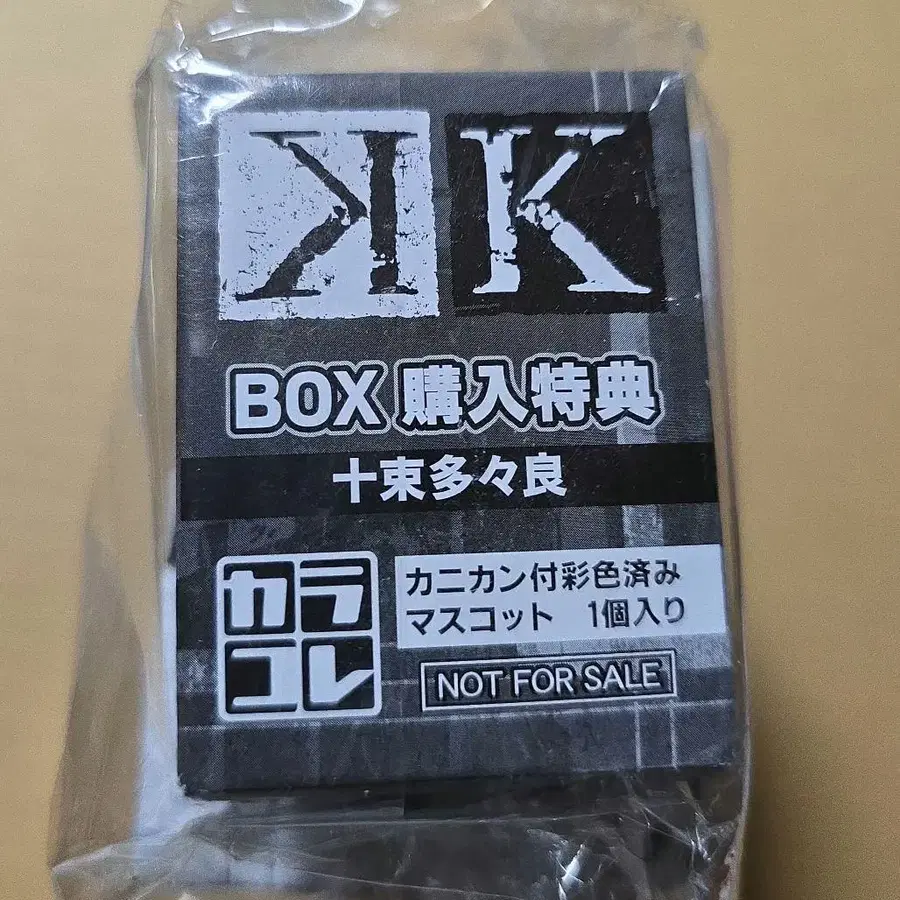 K K
BOX 購入特典
十束多々良
カラ
コレ
カニカン付彩色済み
マスコット 1個入り
NOT FOR SALE